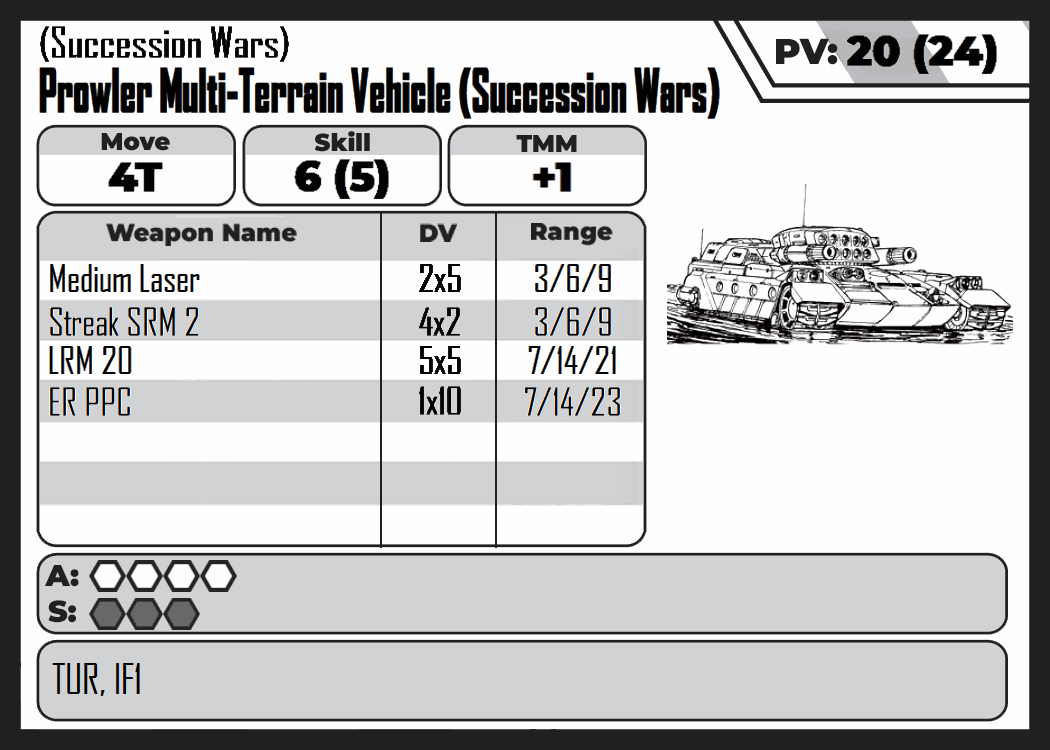 (Succession Wars)
PV: 20 (24)
Prowler Multi-Terrain Vehicle (Succession Wars)
Move Skill TMM
4T 6 (5) +1
Weapon Name DV Range
Medium Laser 2x5 3/6/9
Streak SRM 2 4x2 3/6/9
LRM 20 5x5 7/14/21
ER PPC 1x10 7/14/23
A:
S:
TUR, IF1